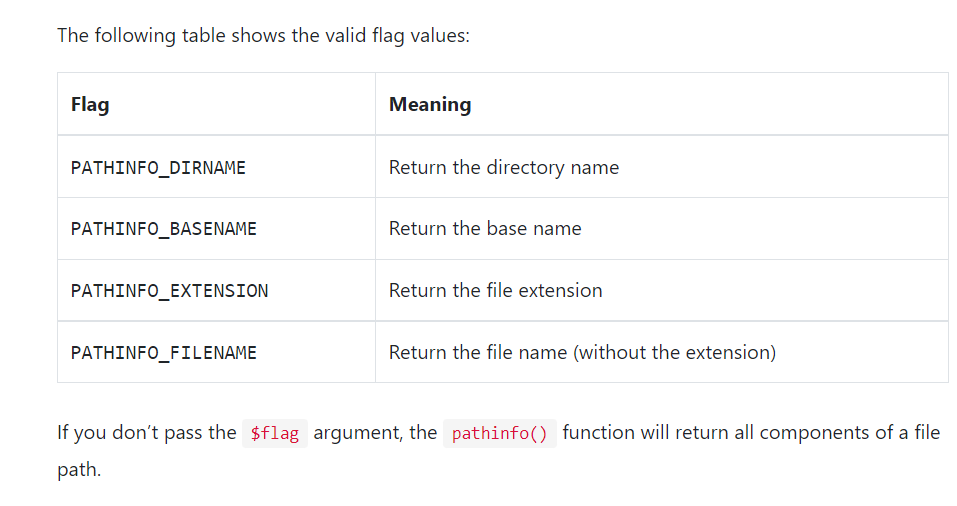 The following table shows the valid flag values:
Flag Meaning
PATHINFO_DIRNAME Return the directory name
PATHINFO_BASENAME Return the base name
PATHINFO_EXTENSION Return the file extension
PATHINFO_FILENAME Return the file name (without the extension)
If you don’t pass the $flag argument, the pathinfo() function will return all components of a file
path.